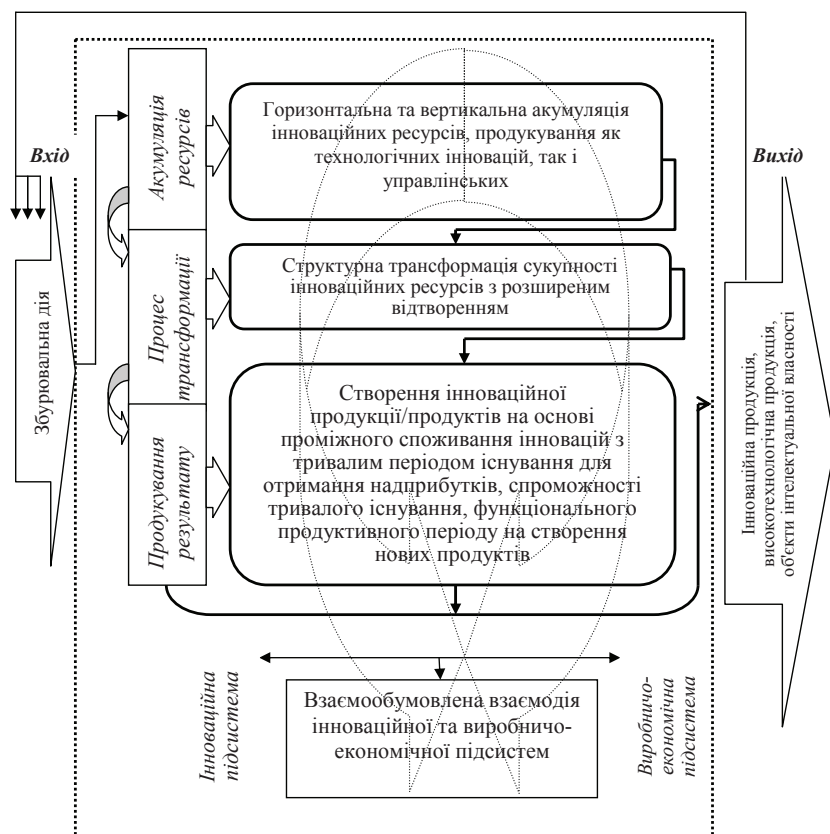 Вхід
Збурювальна дія
Акумуляція
ресурсів
Горизонтальна та вертикальна акумуляція
інноваційних ресурсів, продукування як
технологічних інновацій, так і
управлінських
Процес
трансформації
Структурна трансформація сукупності
інноваційних ресурсів з розширеним
відтворенням
Продукування
результату
Створення інноваційної
продукції/продуктів на основі
проміжного споживання інновацій з
тривалим періодом існування для
отримання надприбутків, спроможності
тривалого існування, функціонального
продуктивного періоду на створення
нових продуктів
Вихід
Інноваційна продукція,
високотехнологічна продукція,
об'єкти інтелектуальної власності
Інноваційна
підсистема
Взаємообумовлена взаємодія
інноваційної та виробничо-
економічної підсистем
Виробничо-
економічна
підсистема